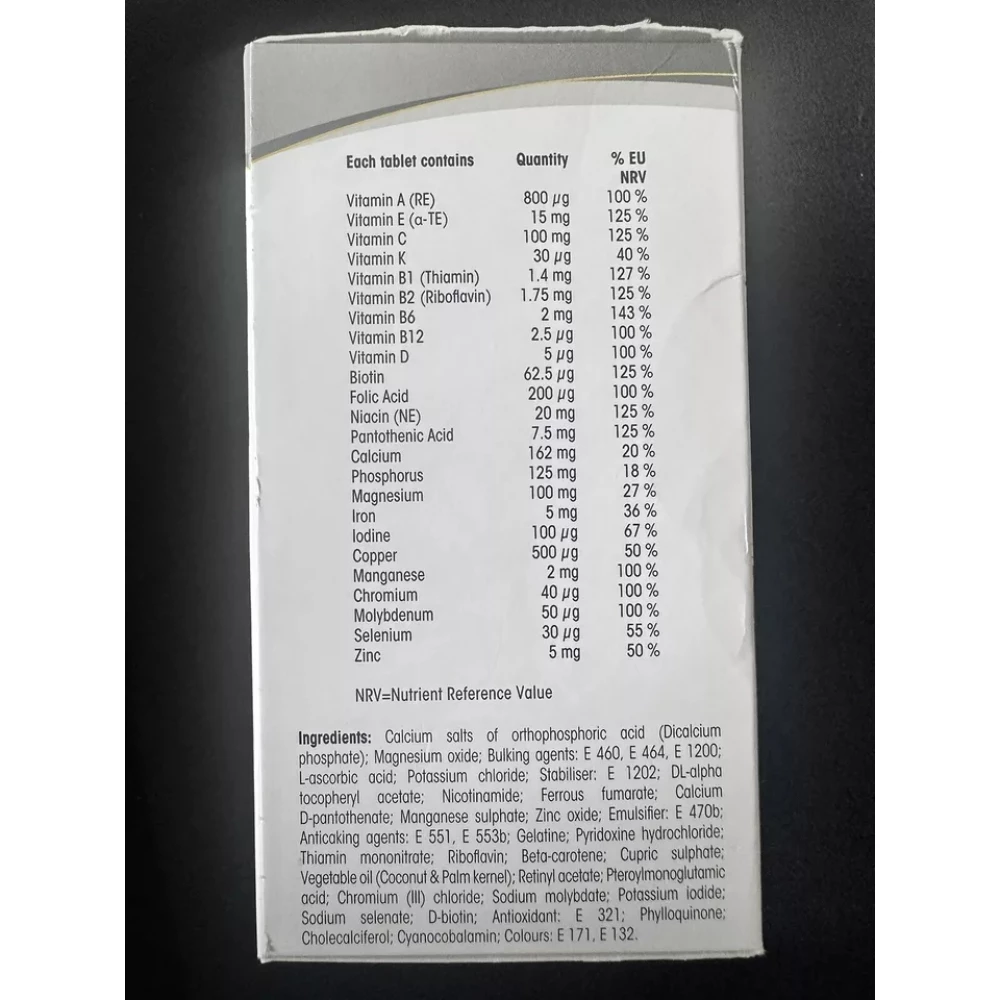 Each tablet contains Quantity % EU
NRV
Vitamin A (RE) 800 µg 100 %
Vitamin E (α-TE) 15 mg 125 %
Vitamin C 100 mg 125 %
Vitamin K 30 µg 40 %
Vitamin B1 (Thiamin) 1.4 mg 127 %
Vitamin B2 (Riboflavin) 1.75 mg 125 %
Vitamin B6 2 mg 143 %
Vitamin B12 2.5 µg 100 %
Vitamin D 5 µg 100 %
Biotin 62.5 µg 125 %
Folic Acid 200 µg 100 %
Niacin (NE) 20 mg 125 %
Pantothenic Acid 7.5 mg 125 %
Calcium 162 mg 20 %
Phosphorus 125 mg 18 %
Magnesium 100 mg 27 %
Iron 5 mg 36 %
Iodine 100 µg 67 %
Copper 500 µg 50 %
Manganese 2 mg 100 %
Chromium 40 µg 100 %
Molybdenum 50 µg 100 %
Selenium 30 µg 55 %
Zinc 5 mg 50 %
NRV=Nutrient Reference Value
Ingredients: Calcium salts of orthophosphoric acid (Dicalcium
phosphate); Magnesium oxide; Bulking agents: E 460, E 464, E 1200;
L-ascorbic acid; Potassium chloride; Stabiliser: E 1202; DL-alpha
tocopheryl acetate; Nicotinamide; Ferrous fumarate; Calcium
D-pantothenate; Manganese sulphate; Zinc oxide; Emulsifier: E 470b;
Anticaking agents: E 551, E 553b; Gelatine; Pyridoxine hydrochloride;
Thiamin mononitrate; Riboflavin; Beta-carotene; Cupric sulphate;
Vegetable oil (Coconut & Palm kernel); Retinyl acetate; Pteroylmonoglutamic
acid; Chromium (III) chloride; Sodium molybdate; Potassium iodide;
Sodium selenate; D-biotin; Antioxidant: E 321; Phylloquinone;
Cholecalciferol; Cyanocobalamin; Colours: E 171, E 132.